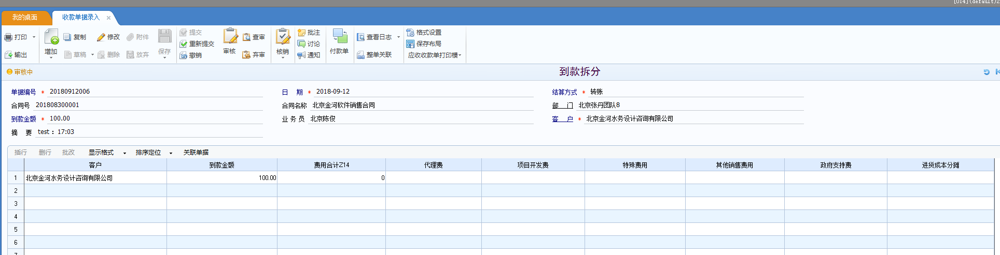 [014](default)2
我的桌面 收款单据录入
打印 增加 复制 修改 附件 保存 提交 重新提交 撤销 审核 查审 核销 批注 讨论 通知 付款单 查看日志 格式设置 保存布局
输出 草稿 删除 放弃 弃审 整单关联 应收收款单打印模
审核中 到款拆分
单据编号 * 20180912006 日 期 * 2018-09-12 结算方式 * 转账
合同号 201808300001 合同名称 北京金河软件销售合同 部 门 北京张丹团队8
到款金额 * 100.00 业 务 员 北京陈俊 客 户 * 北京金河水务设计咨询有限公司
摘 要 test：17:03
插行 删行 批改 显示格式 排序定位 关联单据
客户 到款金额 费用合计Z14 代理费 项目开发费 特殊费用 其他销售费用 政府支持费 进货成本分摊
1 北京金河水务设计咨询有限公司 100.00 0
2
3
4
5
6
7